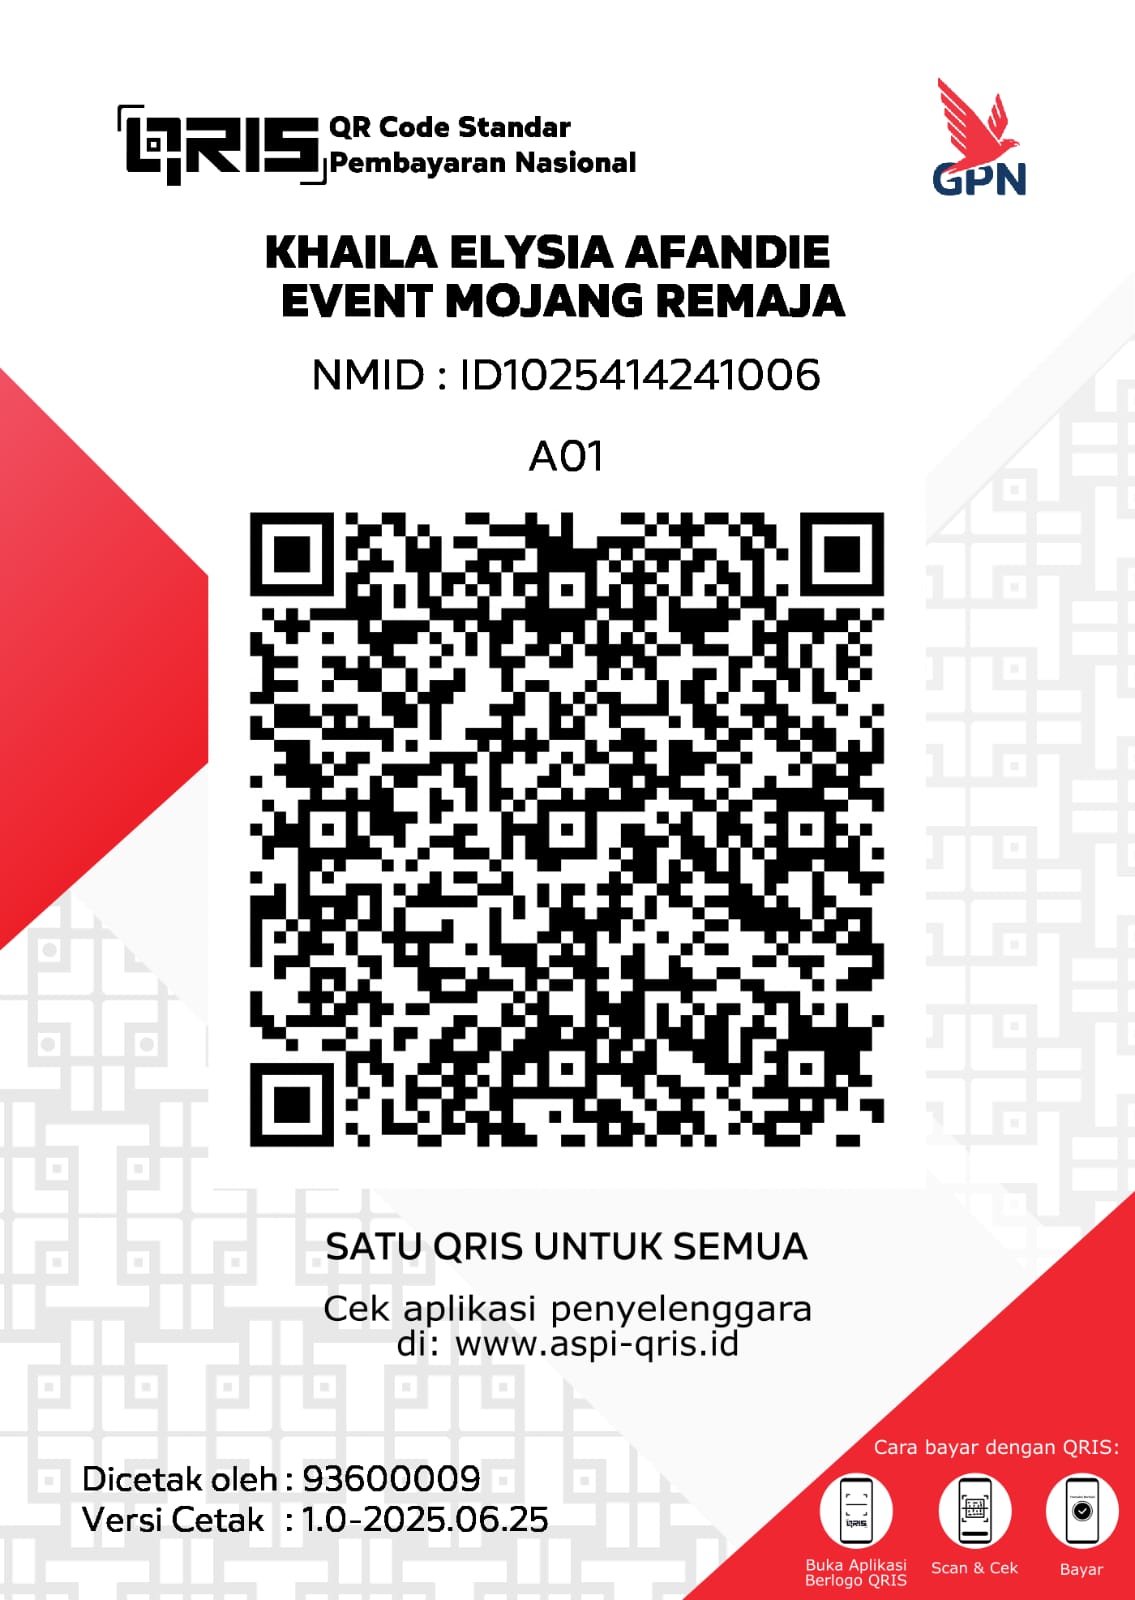 QRIS
QR Code Standar
Pembayaran Nasional
GPN
KHAILA ELYSIA AFANDIE
EVENT MOJANG REMAJA
NMID : ID1025414241006
A01
SATU QRIS UNTUK SEMUA
Cek aplikasi penyelenggara
di: www.aspi-qris.id
Dicetak oleh : 93600009
Versi Cetak : 1.0-2025.06.25
Cara bayar dengan QRIS:
QRIS
Buka Aplikasi
Berlogo QRIS
Scan & Cek
Bayar